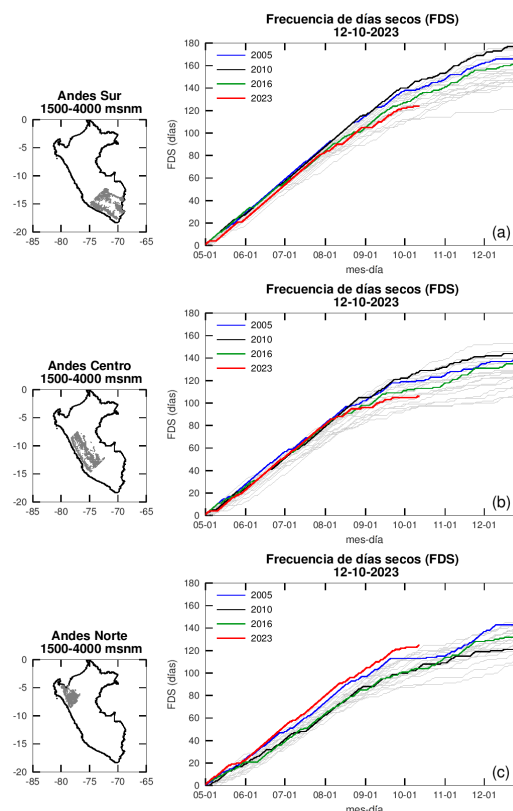 Frecuencia de días secos (FDS)
12-10-2023
Andes Sur
1500-4000 msnm
0
-5
-10
-15
-20
-85 -80 -75 -70 -65
FDS (días)
180
160
140
120
100
80
60
40
20
0
2005
2010
2016
2023
(a)
05-01 06-01 07-01 08-01 09-01 10-01 11-01 12-01
mes-día
Frecuencia de días secos (FDS)
12-10-2023
Andes Centro
1500-4000 msnm
0
-5
-10
-15
-20
-85 -80 -75 -70 -65
FDS (días)
180
160
140
120
100
80
60
40
20
0
2005
2010
2016
2023
(b)
05-01 06-01 07-01 08-01 09-01 10-01 11-01 12-01
mes-día
Frecuencia de días secos (FDS)
12-10-2023
Andes Norte
1500-4000 msnm
0
-5
-10
-15
-20
-85 -80 -75 -70 -65
FDS (días)
180
160
140
120
100
80
60
40
20
0
2005
2010
2016
2023
(c)
05-01 06-01 07-01 08-01 09-01 10-01 11-01 12-01
mes-día